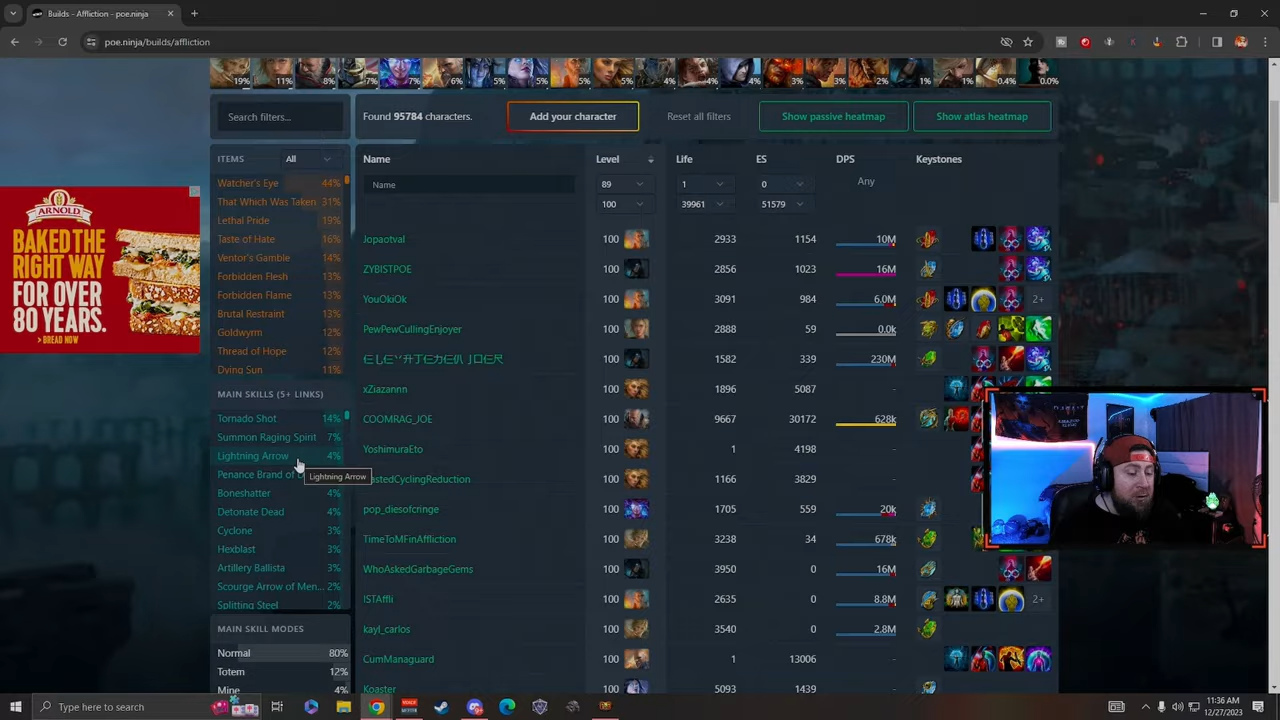 Builds - Affliction - poe.ninja
poe.ninja/builds/affliction
19% 11% 8% 7% 7% 6% 5% 5% 5% 5% 4% 4% 4% 3% 3% 2% 1% 1% 0.4% 0.0%
Search filters...
Found 95784 characters.
Add your character
Reset all filters
Show passive heatmap
Show atlas heatmap
ITEMS All
Watcher's Eye 44%
That Which Was Taken 31%
Lethal Pride 19%
Taste of Hate 16%
Ventor's Gamble 14%
Forbidden Flesh 13%
Forbidden Flame 13%
Brutal Restraint 13%
Goldwyrm 12%
Thread of Hope 12%
Dying Sun 11%
MAIN SKILLS (5+ LINKS)
Tornado Shot 14%
Summon Raging Spirit 7%
Lightning Arrow 4%
Penance Brand of
Lightning Arrow
Boneshatter 4%
Detonate Dead 4%
Cyclone 3%
Hexblast 3%
Artillery Ballista 3%
Scourge Arrow of Men... 2%
Splitting Steel 2%
MAIN SKILL MODES
Normal 80%
Totem 12%
Mine 4%
Name Level Life ES DPS Keystones
Name 89 1 0 Any
100 39961 51579
Jopaotval 100 2933 1154 10M
ZYBISTPOE 100 2856 1023 16M
YouOkiOk 100 3091 984 6.0M 2+
PewPewCullingEnjoyer 100 2888 59 0.0k
100 1582 339 230M
xZiazannn 100 1896 5087 -
COOMRAG_JOE 100 9667 30172 628k
YoshimuraEto 100 1 4198 -
astedCyclingReduction 100 1166 3829 -
pop_diesofcringe 100 1705 559 20k
TimeToMFinAffliction 100 3238 34 678k
WhoAskedGarbageGems 100 3950 0 16M
ISTAffli 100 2635 0 8.8M 2+
kayl_carlos 100 3540 0 2.8M
CumManaguard 100 1 13006 -
Koaster 100 5093 1439 -
ARNOLD
BAKED THE
RIGHT WAY
FOR OVER
80 YEARS.
> BREAD NOW
Type here to search
11:36 AM
12/27/2023